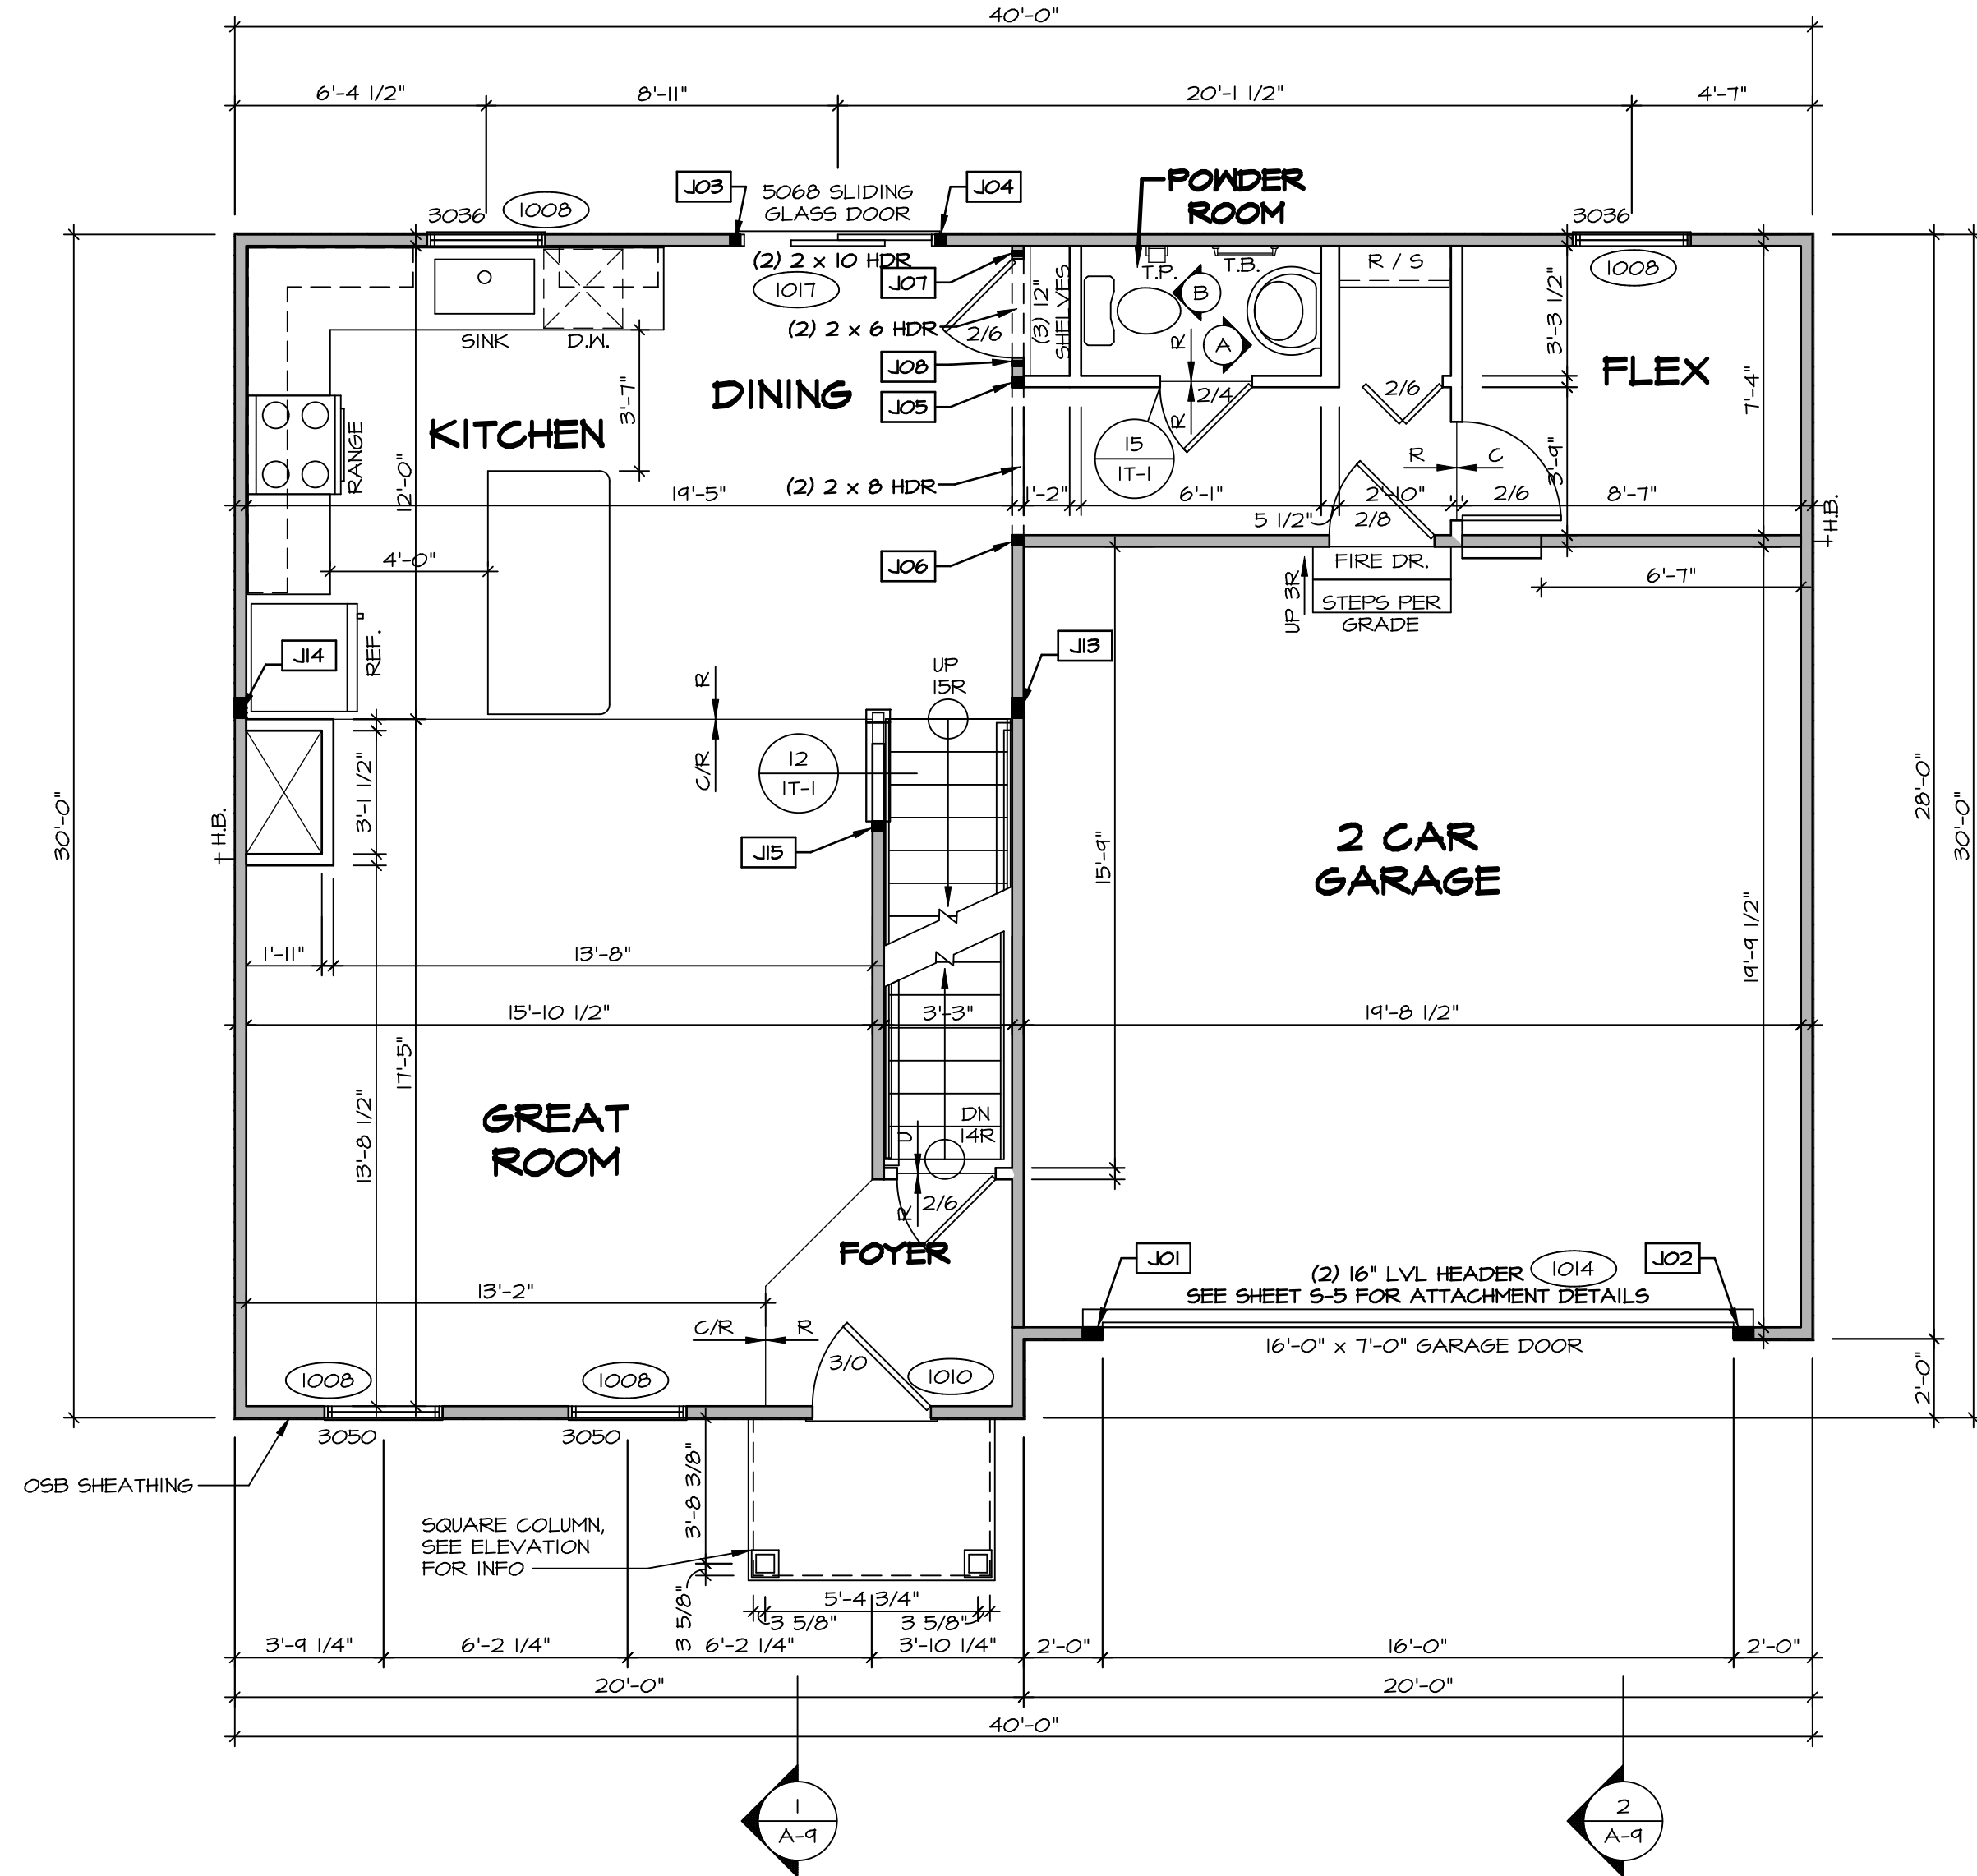 40'-0"
6'-4 1/2"
8'-11"
20'-1 1/2"
4'-7"
J03
5068 SLIDING
GLASS DOOR
J04
POWDER
ROOM
3036
1008
3036
(2) 2 x 10 HDR
1017
J07
(3) 12"
SHELVES
T.P.
T.B.
B
A
R / S
1008
3'-3 1/2"
SINK
D.W.
(2) 2 x 6 HDR
2/6
J08
J05
R
2/4
R
2/6
FLEX
7'-4"
DINING
KITCHEN
3'-7"
RANGE
12'-0"
15
1T-1
R
C
3'-9"
19'-5"
(2) 2 x 8 HDR
1'-2"
6'-1"
2'-10"
2/6
8'-7"
5 1/2"
2/8
H.B.
4'-0"
J06
FIRE DR.
6'-7"
UP 3R
STEPS PER
GRADE
J14
REF.
J13
R
UP
15R
C/R
12
1T-1
30'-0"
H.B.
3'-1 1/2"
J15
15'-9"
2 CAR
GARAGE
28'-0"
30'-0"
19'-9 1/2"
1'-11"
13'-8"
15'-10 1/2"
3'-3"
19'-8 1/2"
17'-5"
13'-8 1/2"
GREAT
ROOM
DN
14R
U
R
2/6
FOYER
J01
(2) 16" LVL HEADER
1014
J02
SEE SHEET S-5 FOR ATTACHMENT DETAILS
13'-2"
C/R
R
16'-0" x 7'-0" GARAGE DOOR
3/0
1008
1008
1010
2'-0"
3050
3050
OSB SHEATHING
3'-8 3/8"
SQUARE COLUMN,
SEE ELEVATION
FOR INFO
3 5/8"
5'-4 3/4"
3 5/8"
3 5/8"
3'-9 1/4"
6'-2 1/4"
6'-2 1/4"
3'-10 1/4"
2'-0"
16'-0"
2'-0"
20'-0"
20'-0"
40'-0"
1
A-9
2
A-9